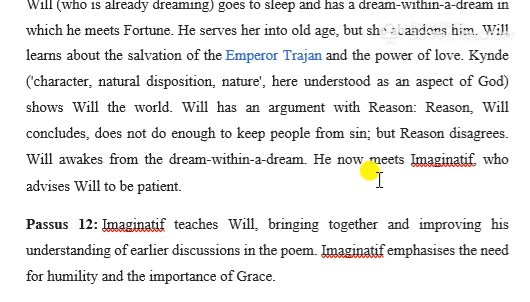 Will (who is already dreaming) goes to sleep and has a dream-within-a-dream in
which he meets Fortune. He serves her into old age, but she abandons him. Will
learns about the salvation of the Emperor Trajan and the power of love. Kynde
('character, natural disposition, nature', here understood as an aspect of God)
shows Will the world. Will has an argument with Reason: Reason, Will
concludes, does not do enough to keep people from sin; but Reason disagrees.
Will awakes from the dream-within-a-dream. He now meets Imaginatif, who
advises Will to be patient.
Passus 12: Imaginatif teaches Will, bringing together and improving his
understanding of earlier discussions in the poem. Imaginatif emphasises the need
for humility and the importance of Grace.